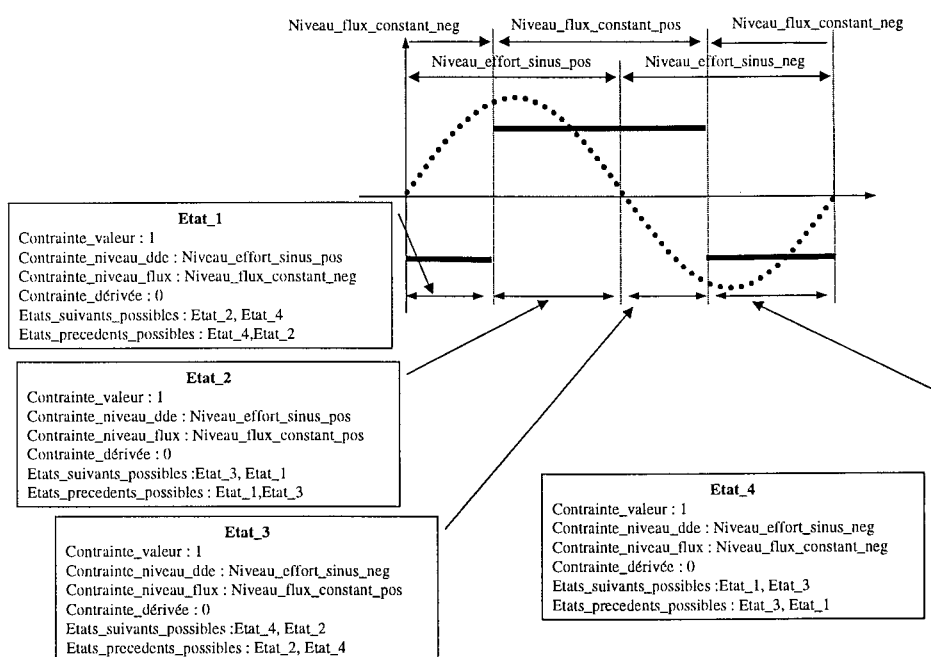 Niveau_flux_constant_neg
Niveau_flux_constant_pos
Niveau_flux_constant_neg
Niveau_effort_sinus_pos
Niveau_effort_sinus_neg
Etat_1
Contrainte_valeur : 1
Contrainte_niveau_dde : Niveau_effort_sinus_pos
Contrainte_niveau_flux : Niveau_flux_constant_neg
Contrainte_dérivée : 0
Etats_suivants_possibles : Etat_2, Etat_4
Etats_precedents_possibles : Etat_4,Etat_2
Etat_2
Contrainte_valeur : 1
Contrainte_niveau_dde : Niveau_effort_sinus_pos
Contrainte_niveau_flux : Niveau_flux_constant_pos
Contrainte_dérivée : 0
Etats_suivants_possibles :Etat_3, Etat_1
Etats_precedents_possibles : Etat_1,Etat_3
Etat_3
Contrainte_valeur : 1
Contrainte_niveau_dde : Niveau_effort_sinus_neg
Contrainte_niveau_flux : Niveau_flux_constant_pos
Contrainte_dérivée : 0
Etats_suivants_possibles :Etat_4, Etat_2
Etats_precedents_possibles : Etat_2, Etat_4
Etat_4
Contrainte_valeur : 1
Contrainte_niveau_dde : Niveau_effort_sinus_neg
Contrainte_niveau_flux : Niveau_flux_constant_neg
Contrainte_dérivée : 0
Etats_suivants_possibles :Etat_1, Etat_3
Etats_precedents_possibles : Etat_3, Etat_1